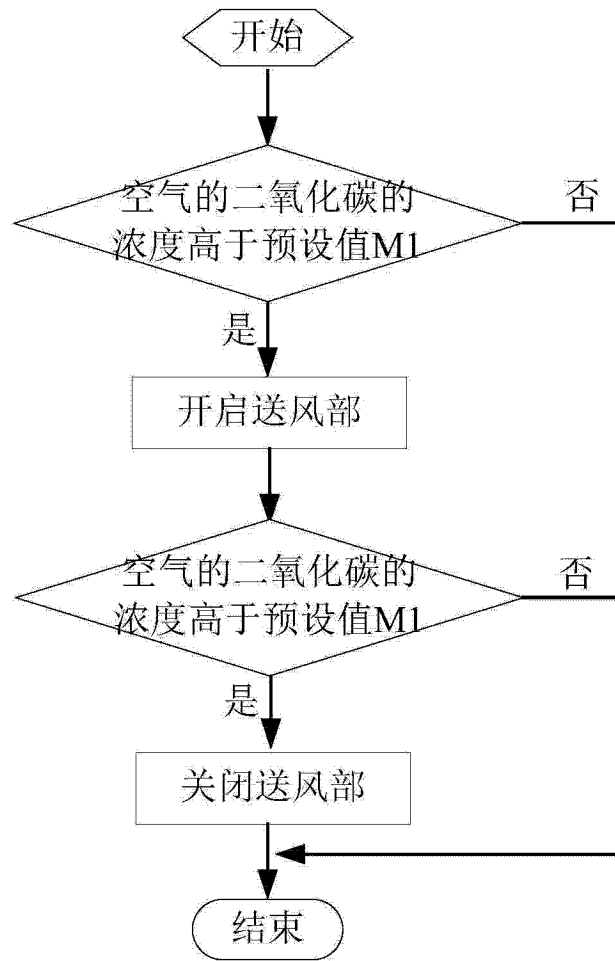 开始
空气的二氧化碳的
浓度高于预设值M1
否
是
开启送风部
空气的二氧化碳的
浓度高于预设值M1
否
是
关闭送风部
结束